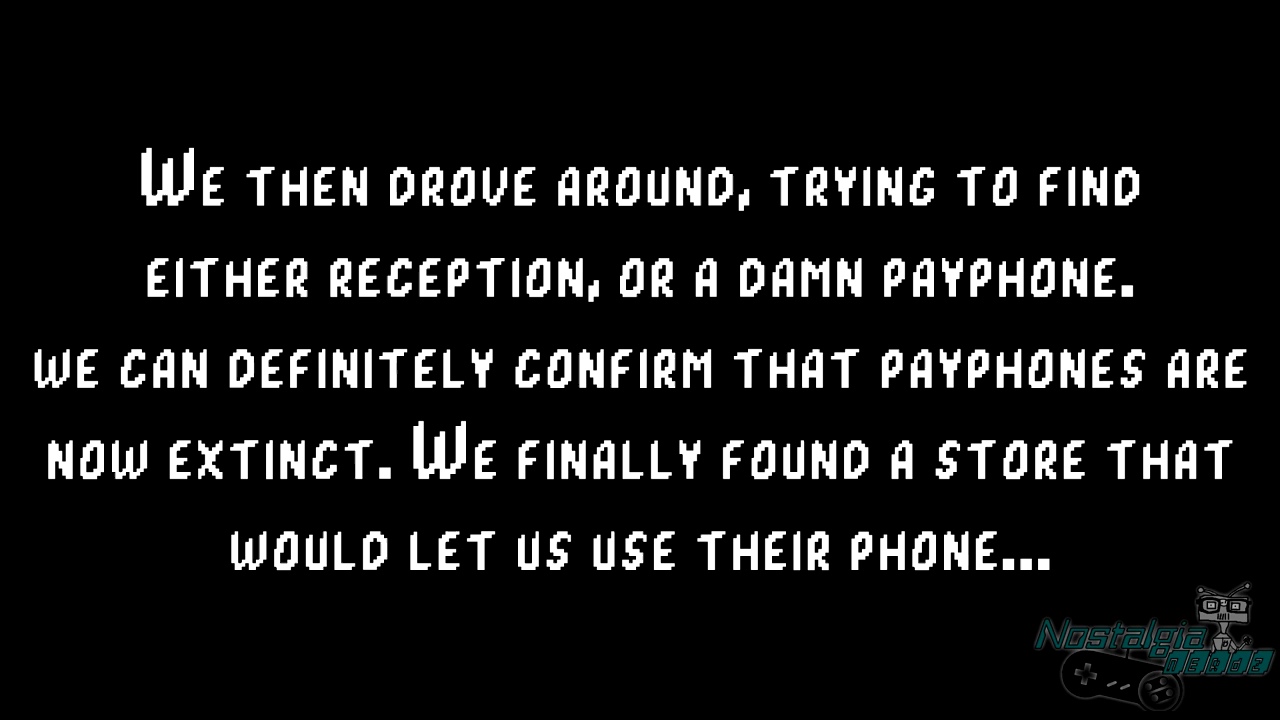 We then drove around, trying to find
either reception, or a damn payphone.
we can definitely confirm that payphones are
now extinct. We finally found a store that
would let us use their phone...
Nostalgia
NERDZ